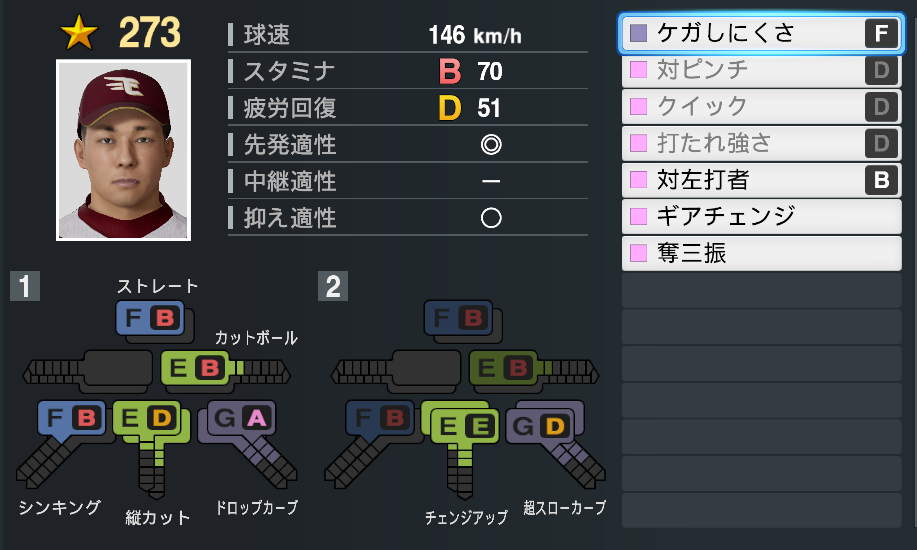 273
球速 146 km/h
スタミナ B 70
疲労回復 D 51
先発適性 ◎
中継適性 ー
抑え適性 ○
ケガしにくさ F
対ピンチ D
クイック D
打たれ強さ D
対左打者 B
ギアチェンジ
奪三振
1
ストレート
F B
カットボール
E B
F B
E D
G A
シンキング
縦カット
ドロップカーブ
2
F B
E B
F B
E E
G D
チェンジアップ
超スローカーブ